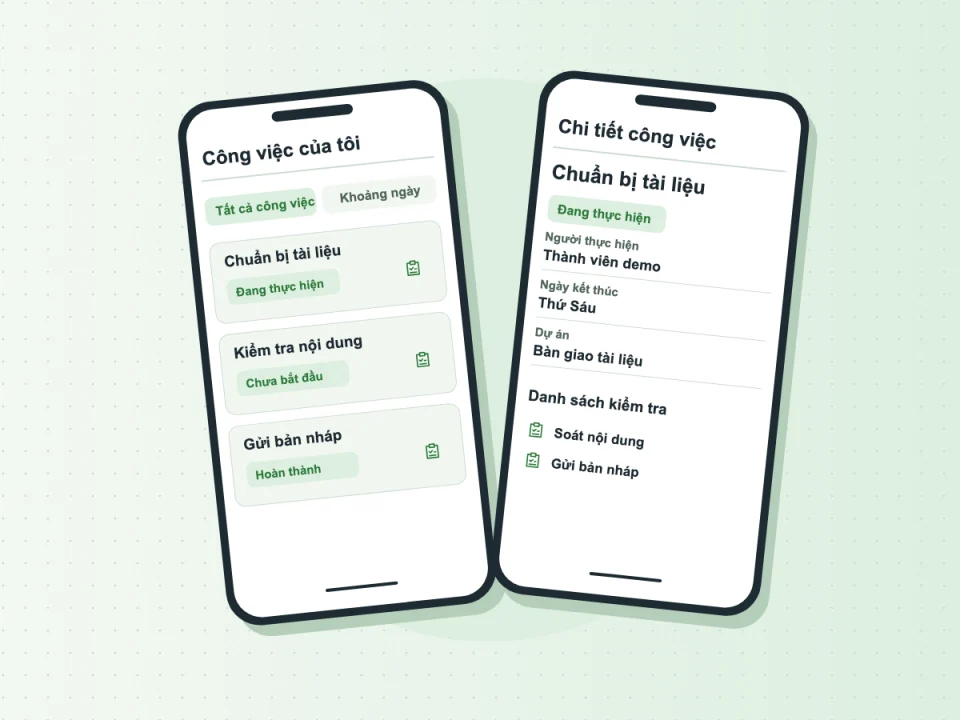 Công việc của tôi
Tất cả công việc
Khoảng ngày
Chuẩn bị tài liệu
Đang thực hiện
Kiểm tra nội dung
Chưa bắt đầu
Gửi bản nháp
Hoàn thành
Chi tiết công việc
Chuẩn bị tài liệu
Đang thực hiện
Người thực hiện
Thành viên demo
Ngày kết thúc
Thứ Sáu
Dự án
Bàn giao tài liệu
Danh sách kiểm tra
Soát nội dung
Gửi bản nháp